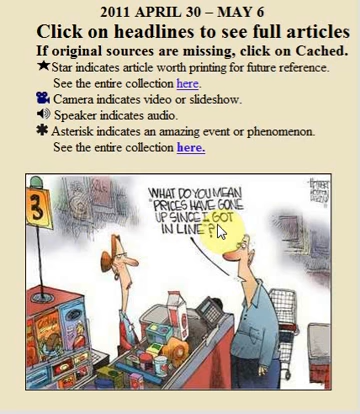 2011 APRIL 30 – MAY 6
Click on headlines to see full articles
If original sources are missing, click on Cached.
Star indicates article worth printing for future reference.
See the entire collection here.
Camera indicates video or slideshow.
Speaker indicates audio.
Asterisk indicates an amazing event or phenomenon.
See the entire collection here.
3
WHAT DO YOU MEAN
"PRICES HAVE GONE
UP SINCE I GOT
IN LINE"?